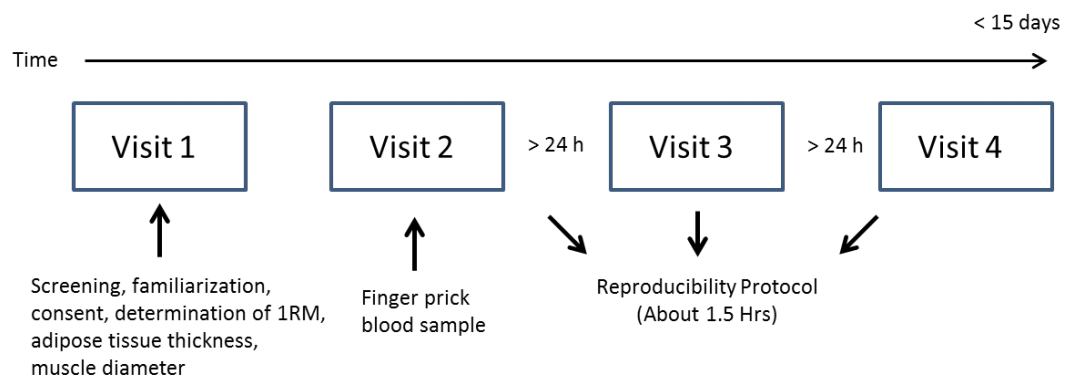 < 15 days
Time
Visit 1
Visit 2
> 24 h
Visit 3
> 24 h
Visit 4
Screening, familiarization,
consent, determination of 1RM,
adipose tissue thickness,
muscle diameter
Finger prick
blood sample
Reproducibility Protocol
(About 1.5 Hrs)